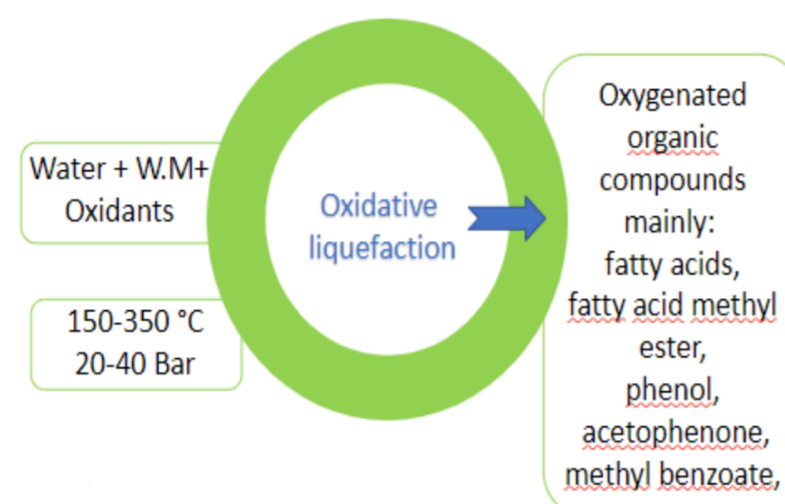 Water + W.M+
Oxidants
150-350 °C
20-40 Bar
Oxidative
liquefaction
Oxygenated
organic
compounds
mainly:
fatty acids,
fatty acid methyl
ester,
phenol,
acetophenone,
methyl benzoate,